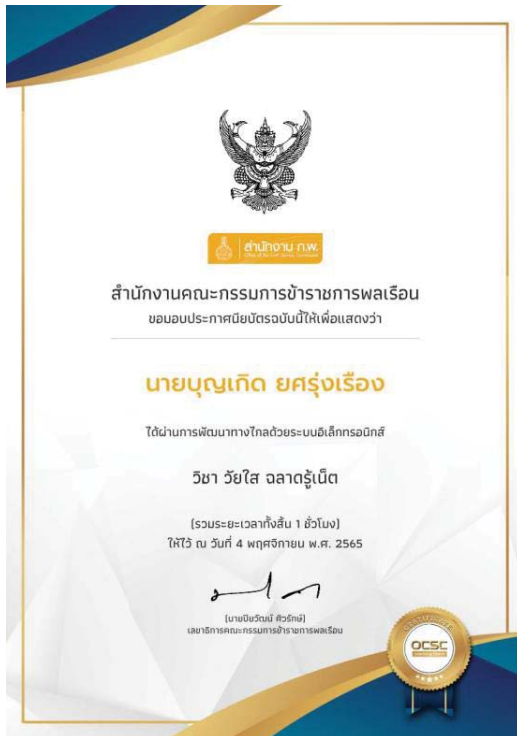 สำนักงาน ก.พ.
Office of the Civil Service Commission
สำนักงานคณะกรรมการข้าราชการพลเรือน
ขอมอบประกาศนียบัตรฉบับนี้ให้เพื่อแสดงว่า
นายบุญเกิด ยศรุ่งเรือง
ได้ผ่านการพัฒนาทางไกลด้วยระบบอิเล็กทรอนิกส์
วิชา วัยใส ฉลาดรู้เน็ต
(รวมระยะเวลาทั้งสิ้น 1 ชั่วโมง)
ให้ไว้ ณ วันที่ 4 พฤศจิกายน พ.ศ. 2565
(นายปิยวัฒน์ ศิวรักษ์)
เลขาธิการคณะกรรมการข้าราชการพลเรือน
CERTIFICATE
OCSC